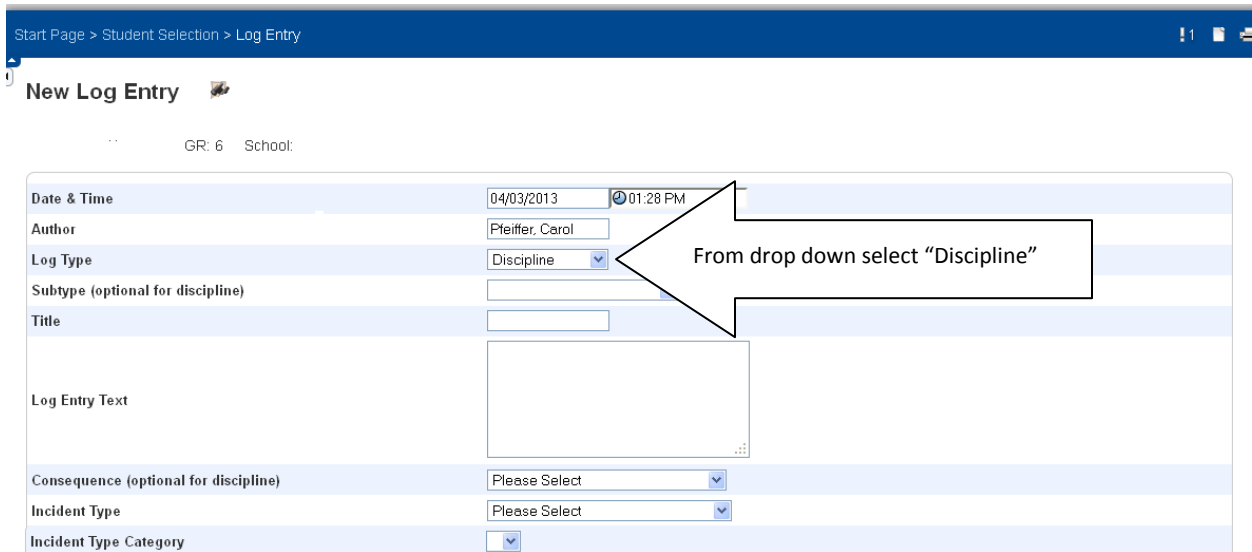 Start Page > Student Selection > Log Entry
!1
New Log Entry
GR: 6 School:
Date & Time 04/03/2013 01:28 PM
Author Pfeiffer, Carol
Log Type Discipline
From drop down select “Discipline”
Subtype (optional for discipline)
Title
Log Entry Text
Consequence (optional for discipline) Please Select
Incident Type Please Select
Incident Type Category